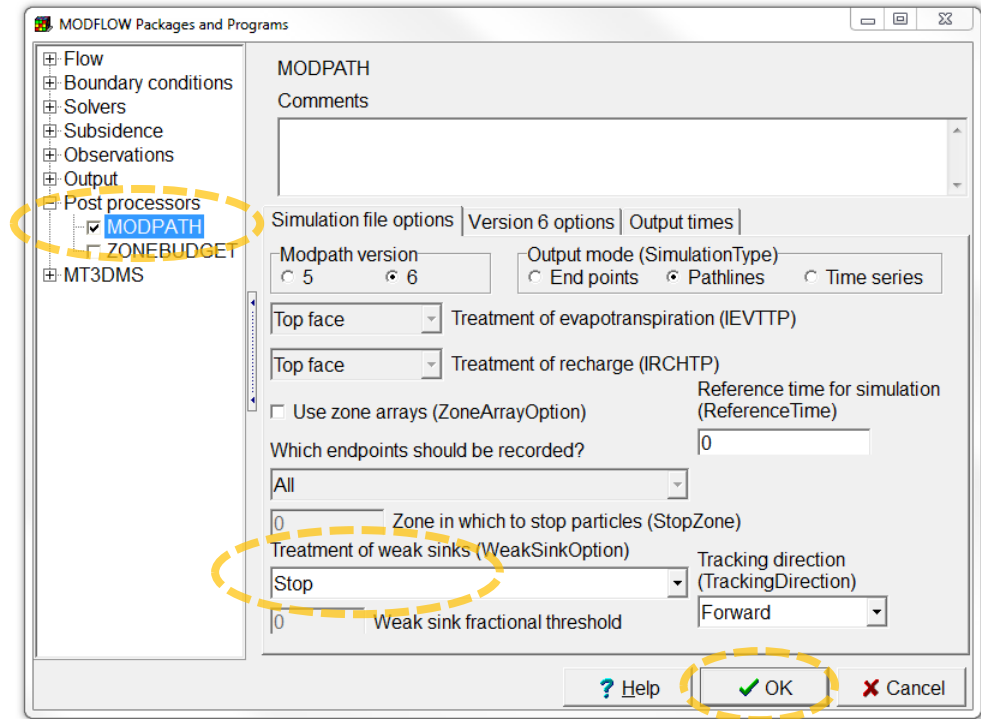 MODFLOW Packages and Programs
Flow
Boundary conditions
Solvers
Subsidence
Observations
Output
Post processors
MODPATH
ZONEBUDGET
MT3DMS
MODPATH
Comments
Simulation file options Version 6 options Output times
Modpath version
5 6
Output mode (SimulationType)
End points Pathlines Time series
Top face Treatment of evapotranspiration (IEVTTP)
Top face Treatment of recharge (IRCHTP)
Use zone arrays (ZoneArrayOption)
Reference time for simulation
(ReferenceTime)
0
Which endpoints should be recorded?
All
0 Zone in which to stop particles (StopZone)
Treatment of weak sinks (WeakSinkOption)
Stop
0 Weak sink fractional threshold
Tracking direction
(TrackingDirection)
Forward
? Help OK Cancel